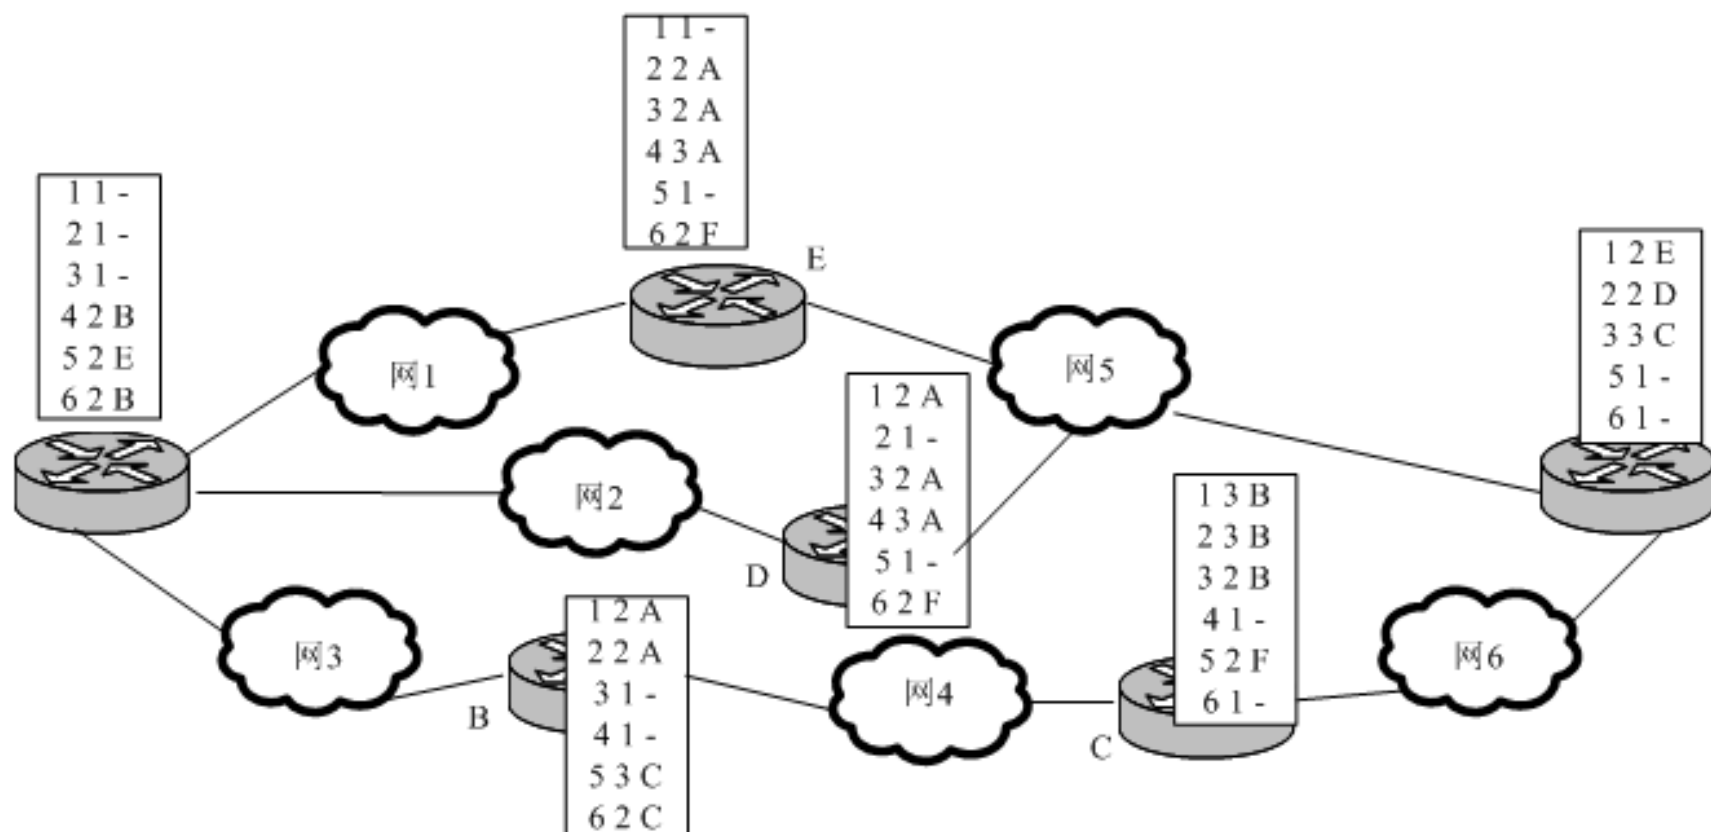 1 1 -
2 2 A
3 2 A
4 3 A
5 1 -
6 2 F
E
1 1 -
2 1 -
3 1 -
4 2 B
5 2 E
6 2 B
1 2 E
2 2 D
3 3 C
5 1 -
6 1 -
网1
网5
1 2 A
2 1 -
3 2 A
4 3 A
5 1 -
6 2 F
D
网2
1 3 B
2 3 B
3 2 B
4 1 -
5 2 F
6 1 -
C
网3
1 2 A
2 2 A
3 1 -
4 1 -
5 3 C
6 2 C
B
网4
网6